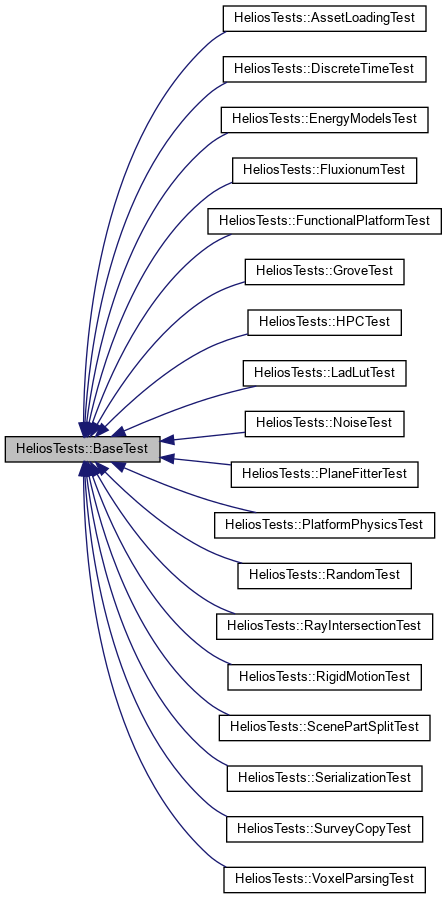 HeliosTests::AssetLoadingTest
HeliosTests::DiscreteTimeTest
HeliosTests::EnergyModelsTest
HeliosTests::FluxionumTest
HeliosTests::FunctionalPlatformTest
HeliosTests::GroveTest
HeliosTests::HPCTest
HeliosTests::LadLutTest
HeliosTests::NoiseTest
HeliosTests::BaseTest
HeliosTests::PlaneFitterTest
HeliosTests::PlatformPhysicsTest
HeliosTests::RandomTest
HeliosTests::RayIntersectionTest
HeliosTests::RigidMotionTest
HeliosTests::ScenePartSplitTest
HeliosTests::SerializationTest
HeliosTests::SurveyCopyTest
HeliosTests::VoxelParsingTest